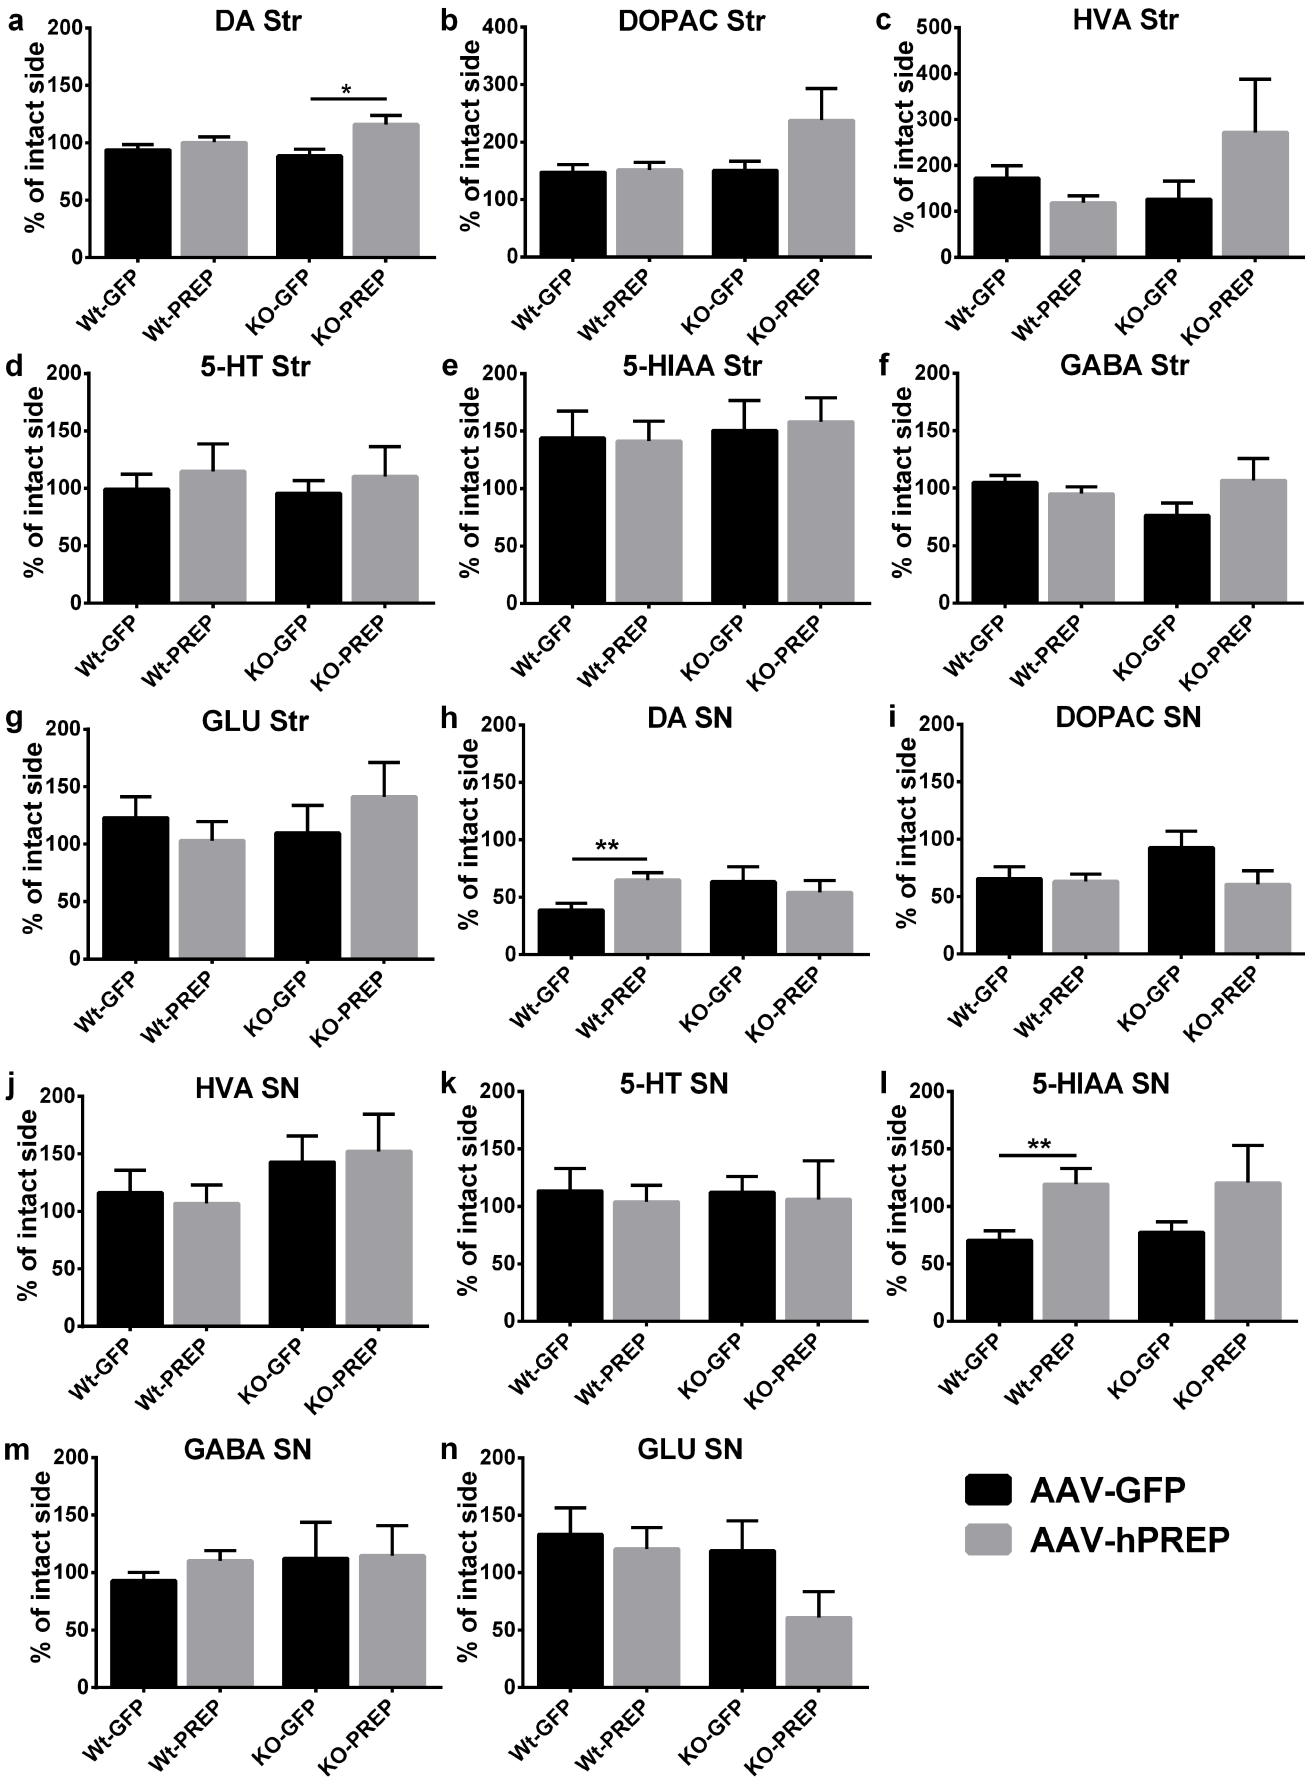 a DA Str
% of intact side
200
150
100
50
0
*
Wt-GFP
Wt-PREP
KO-GFP
KO-PREP
b DOPAC Str
% of intact side
400
300
200
100
0
Wt-GFP
Wt-PREP
KO-GFP
KO-PREP
c HVA Str
% of intact side
500
400
300
200
100
0
Wt-GFP
Wt-PREP
KO-GFP
KO-PREP
d 5-HT Str
% of intact side
200
150
100
50
0
Wt-GFP
Wt-PREP
KO-GFP
KO-PREP
e 5-HIAA Str
% of intact side
200
150
100
50
0
Wt-GFP
Wt-PREP
KO-GFP
KO-PREP
f GABA Str
% of intact side
200
150
100
50
0
Wt-GFP
Wt-PREP
KO-GFP
KO-PREP
g GLU Str
% of intact side
200
150
100
50
0
Wt-GFP
Wt-PREP
KO-GFP
KO-PREP
h DA SN
% of intact side
200
150
100
50
0
**
Wt-GFP
Wt-PREP
KO-GFP
KO-PREP
i DOPAC SN
% of intact side
200
150
100
50
0
Wt-GFP
Wt-PREP
KO-GFP
KO-PREP
j HVA SN
% of intact side
200
150
100
50
0
Wt-GFP
Wt-PREP
KO-GFP
KO-PREP
k 5-HT SN
% of intact side
200
150
100
50
0
Wt-GFP
Wt-PREP
KO-GFP
KO-PREP
l 5-HIAA SN
% of intact side
200
150
100
50
0
**
Wt-GFP
Wt-PREP
KO-GFP
KO-PREP
m GABA SN
% of intact side
200
150
100
50
0
Wt-GFP
Wt-PREP
KO-GFP
KO-PREP
n GLU SN
% of intact side
200
150
100
50
0
Wt-GFP
Wt-PREP
KO-GFP
KO-PREP
AAV-GFP
AAV-hPREP